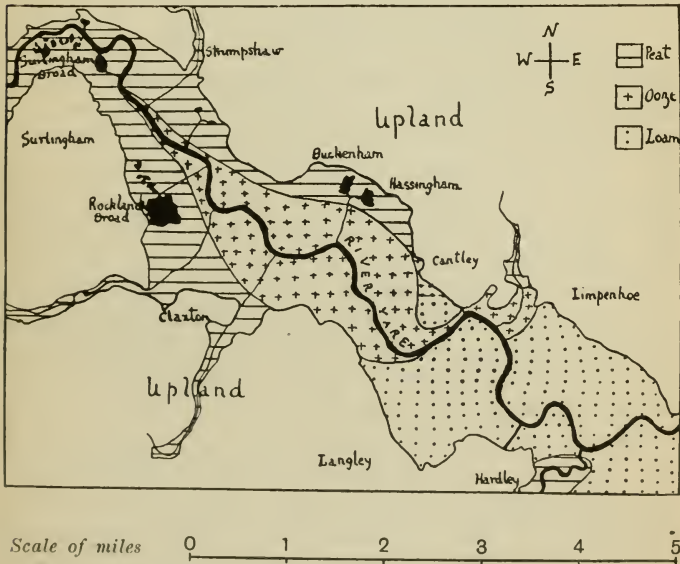 N
W E
S
Peat
Ooze
Loam
Strumpshaw
Surlingham
Broad
Upland
Surlingham
Buckenham
Hassingham
Rockland
Broad
Cantley
RIVER YARE
Limpenhoe
Claxton
Upland
Langley
Hardley
Scale of miles 0 1 2 3 4 5